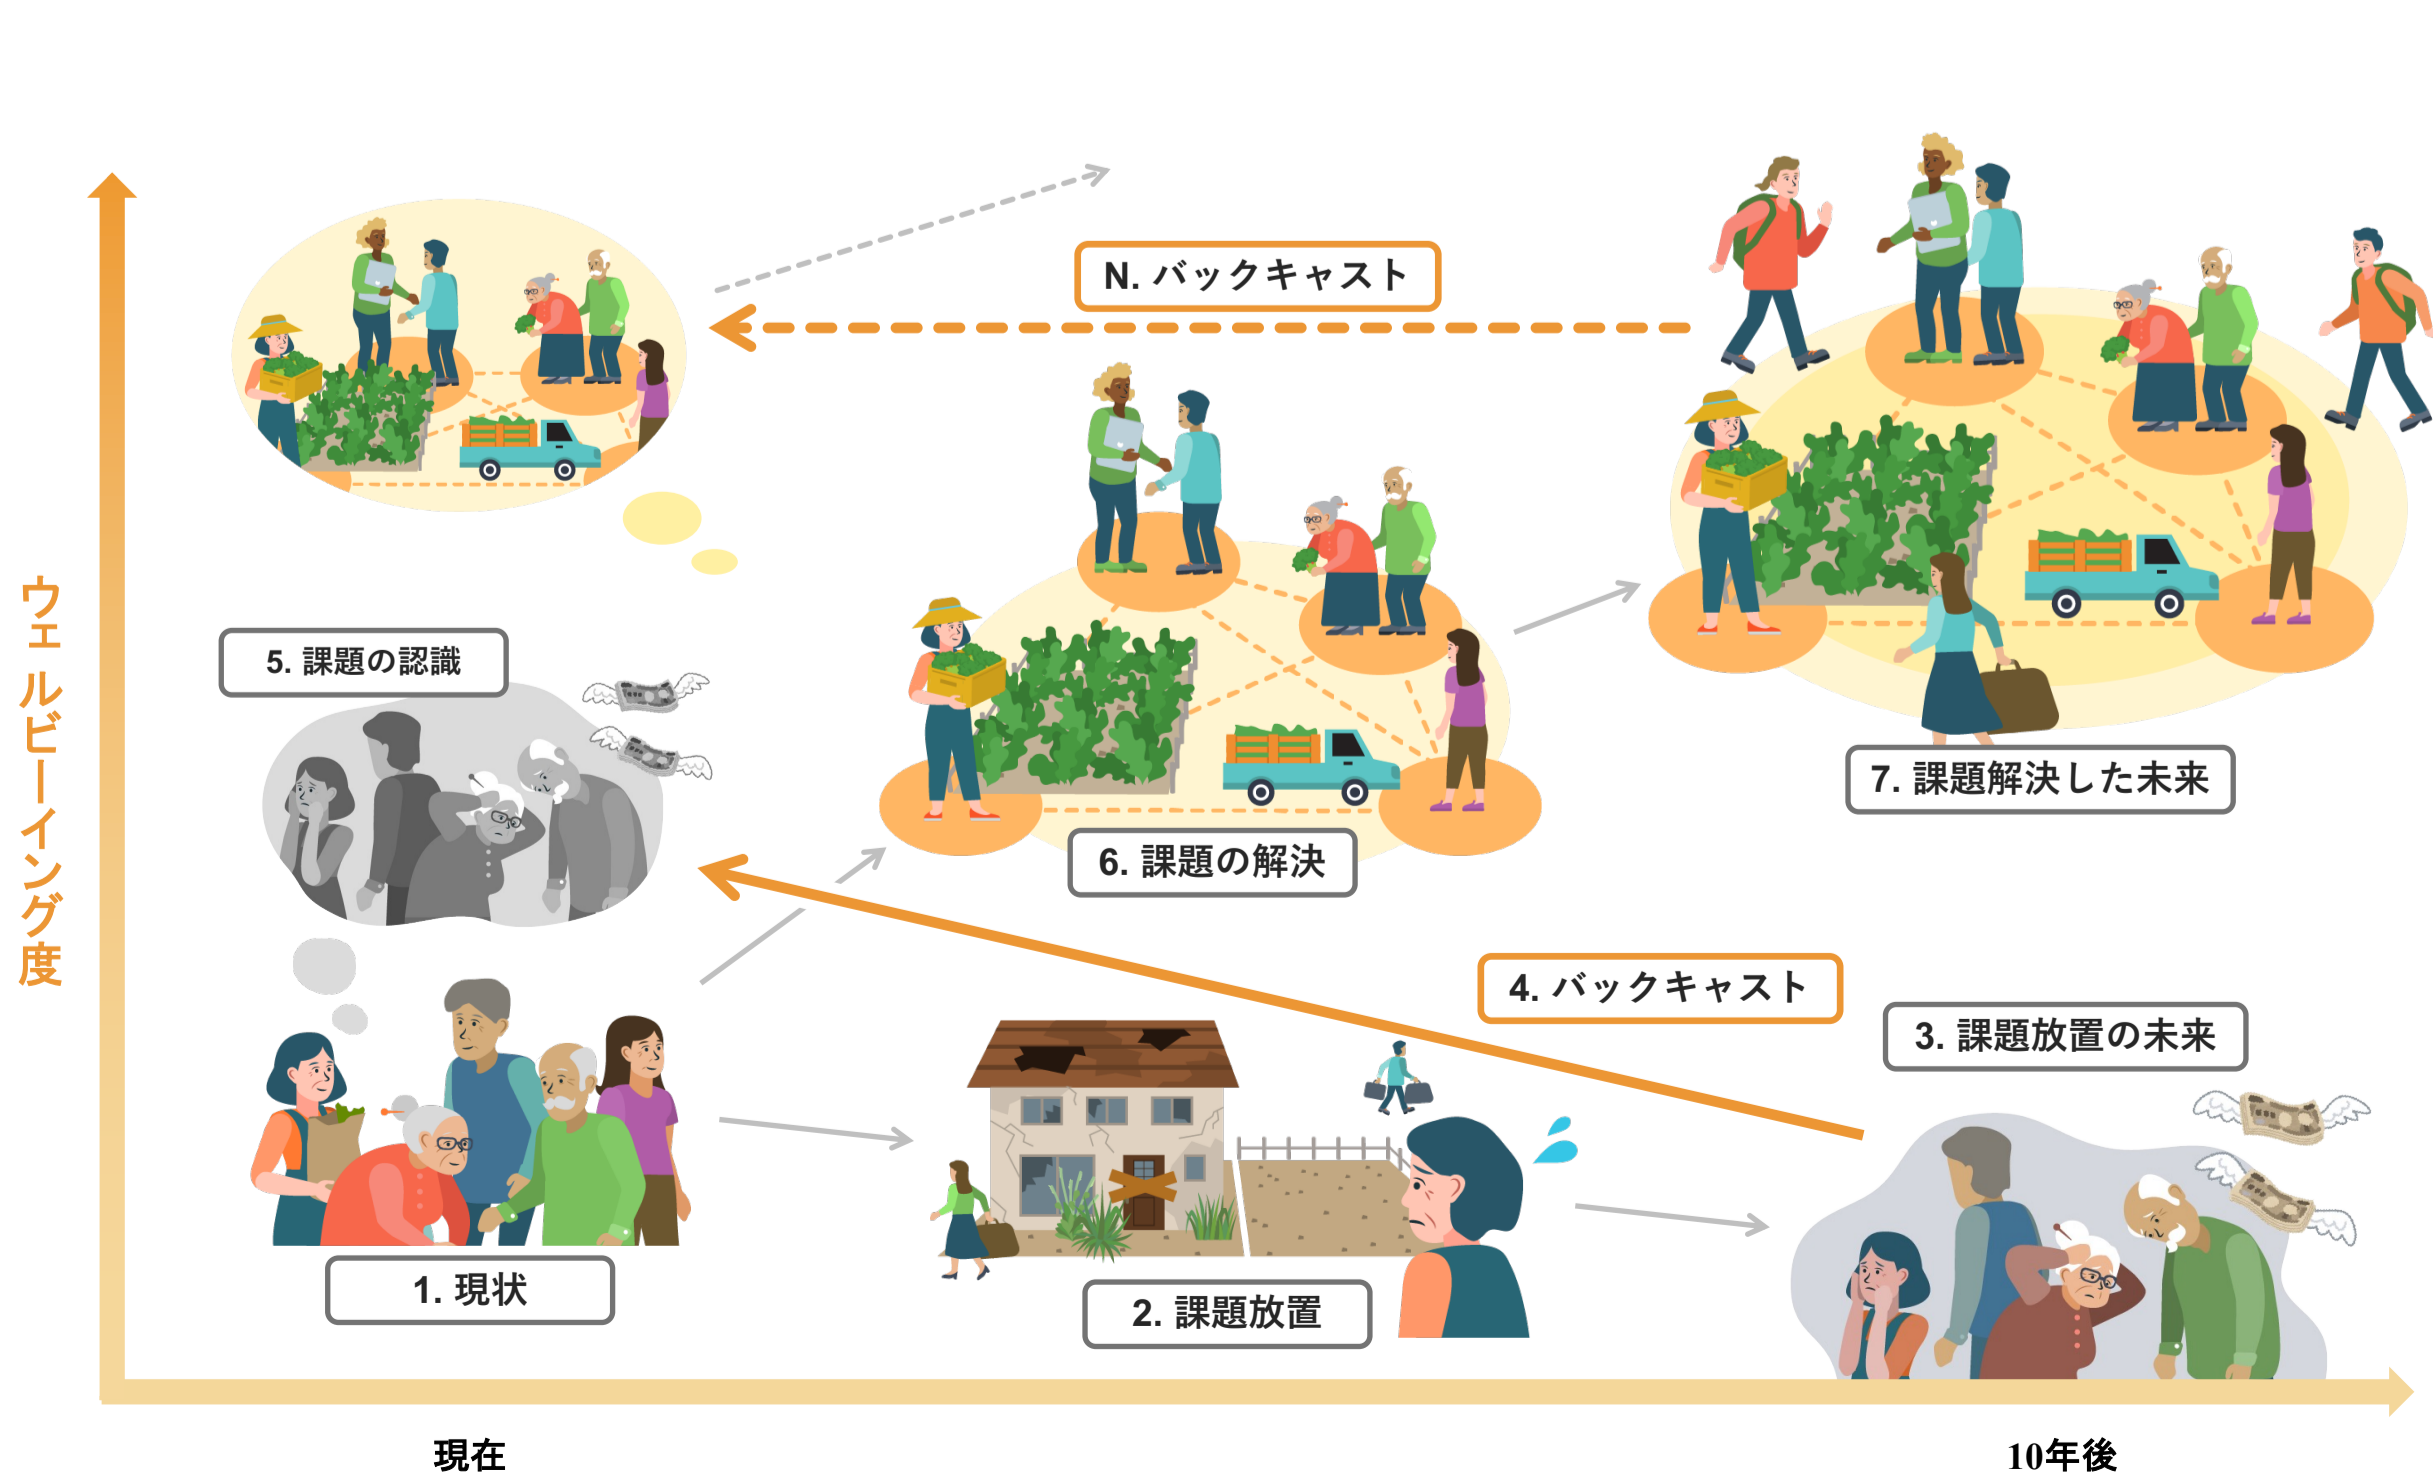 N. バックキャスト
5. 課題の認識
6. 課題の解決
7. 課題解決した未来
4. バックキャスト
3. 課題放置の未来
1. 現状
2. 課題放置
ウェルビーイング度
現在
10年後